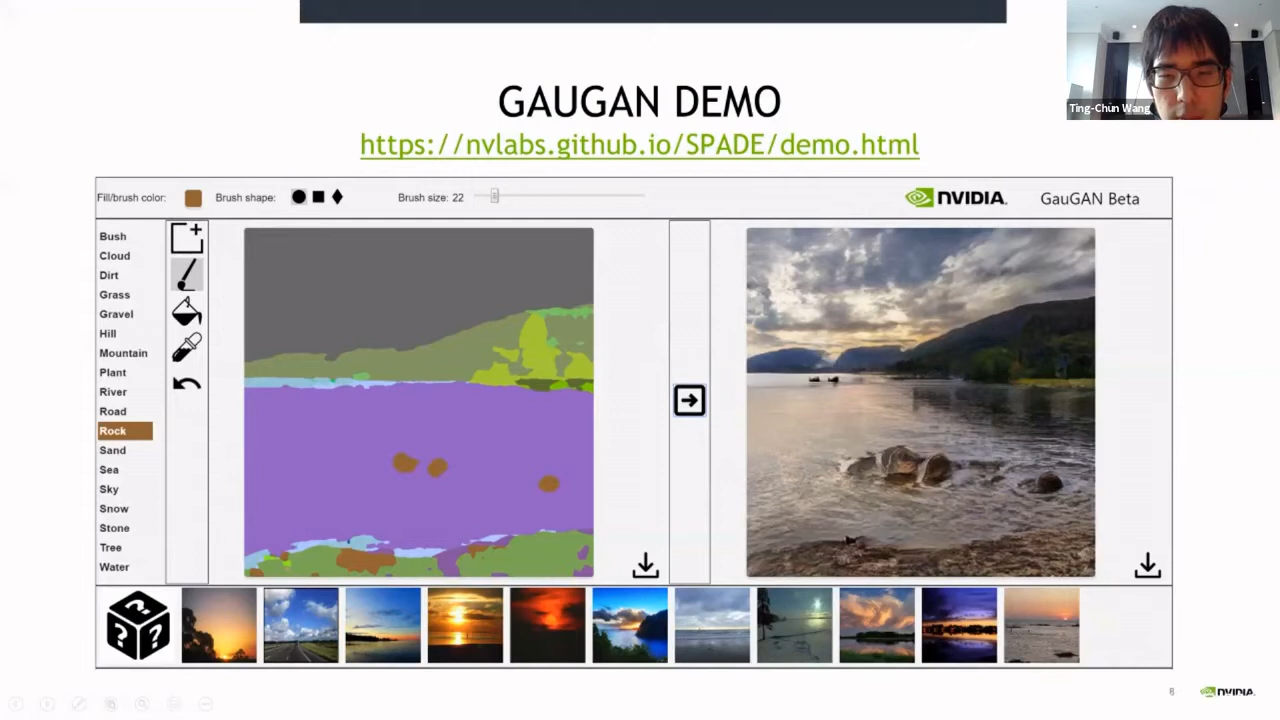 Ting-Chun Wang
GAUGAN DEMO
https://nvlabs.github.io/SPADE/demo.html
Fill/brush color:
Brush shape:
Brush size: 22
NVIDIA.
GauGAN Beta
Bush
Cloud
Dirt
Grass
Gravel
Hill
Mountain
Plant
River
Road
Rock
Sand
Sea
Sky
Snow
Stone
Tree
Water
? ? ?
8
NVIDIA.